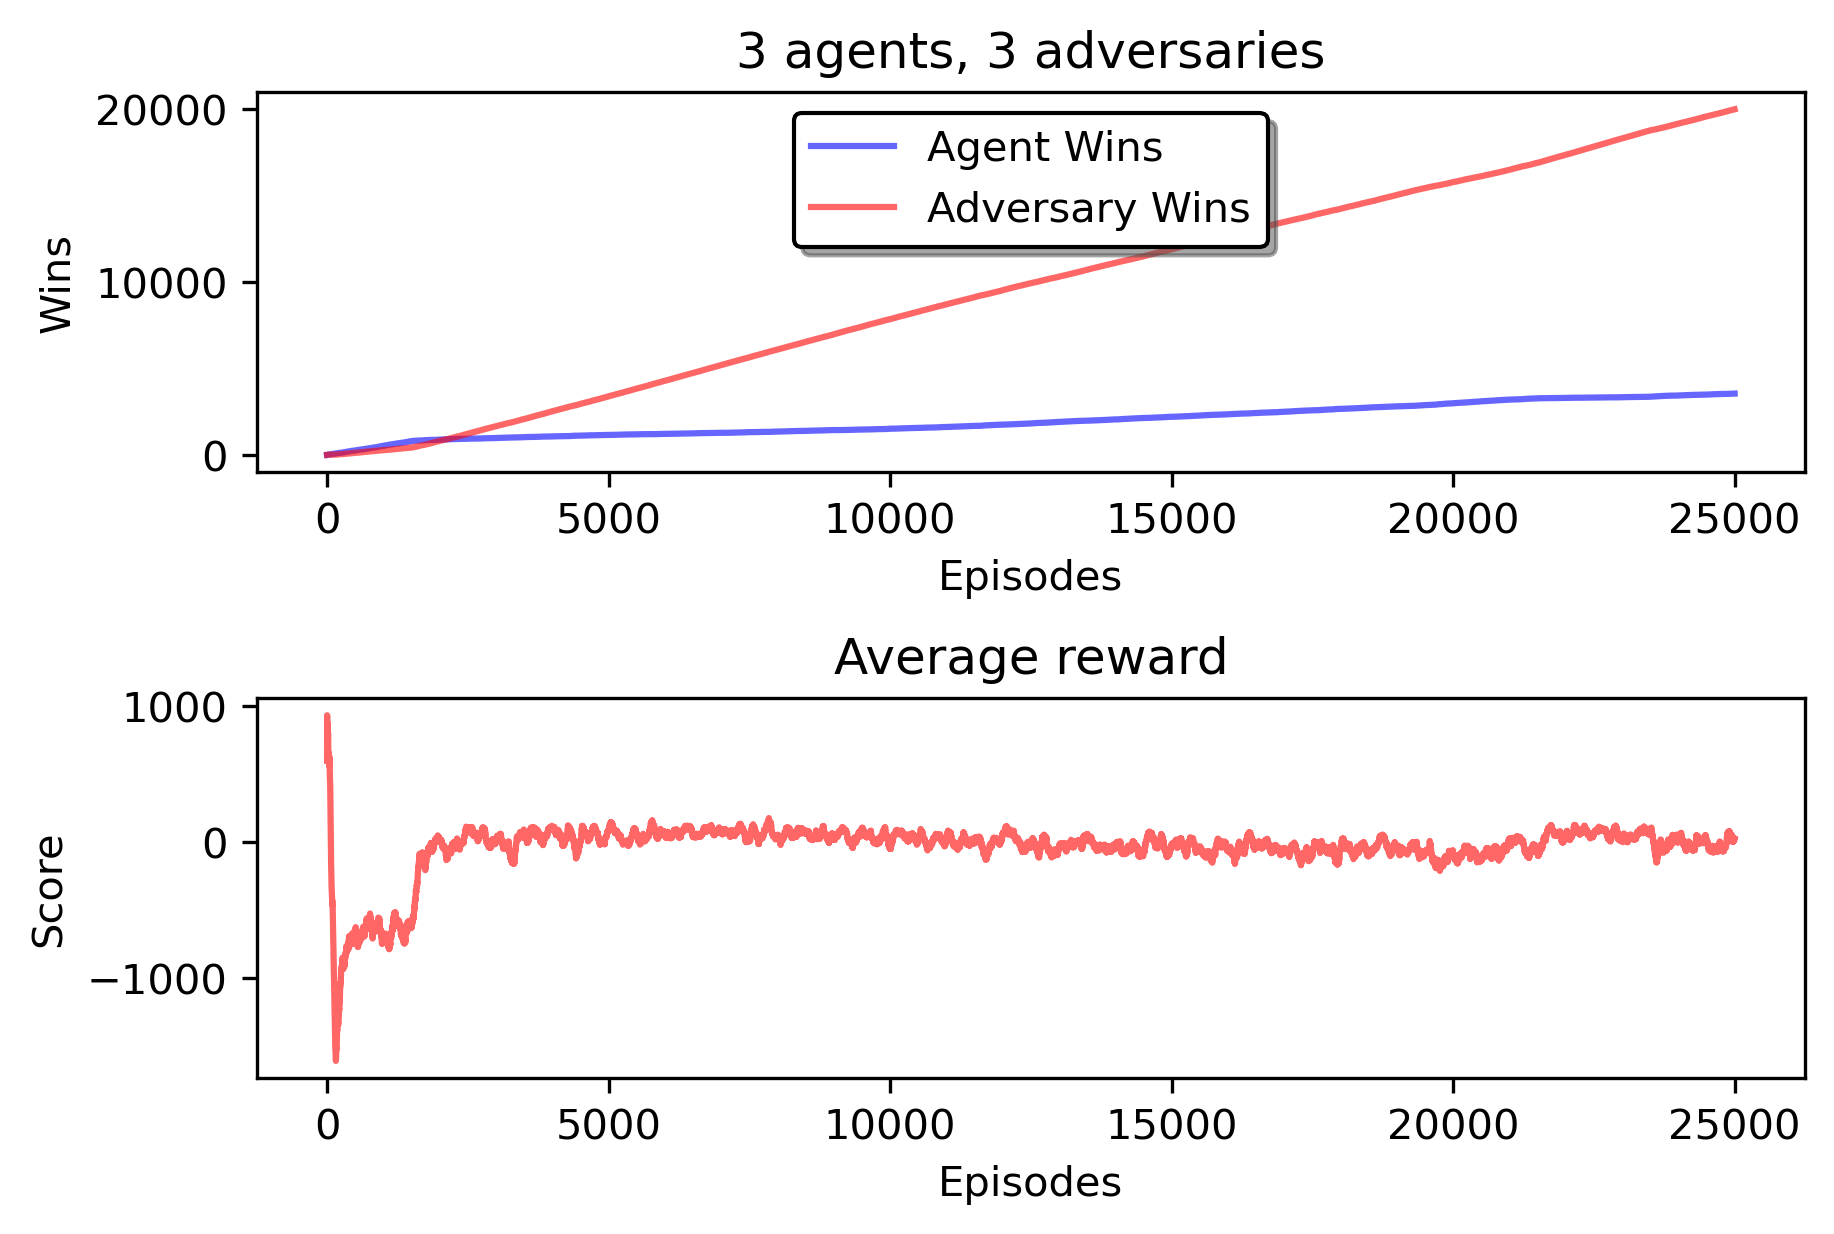 3 agents, 3 adversaries
20000
10000
0
Wins
Agent Wins
Adversary Wins
0 5000 10000 15000 20000 25000
Episodes
Average reward
1000
0
−1000
Score
0 5000 10000 15000 20000 25000
Episodes